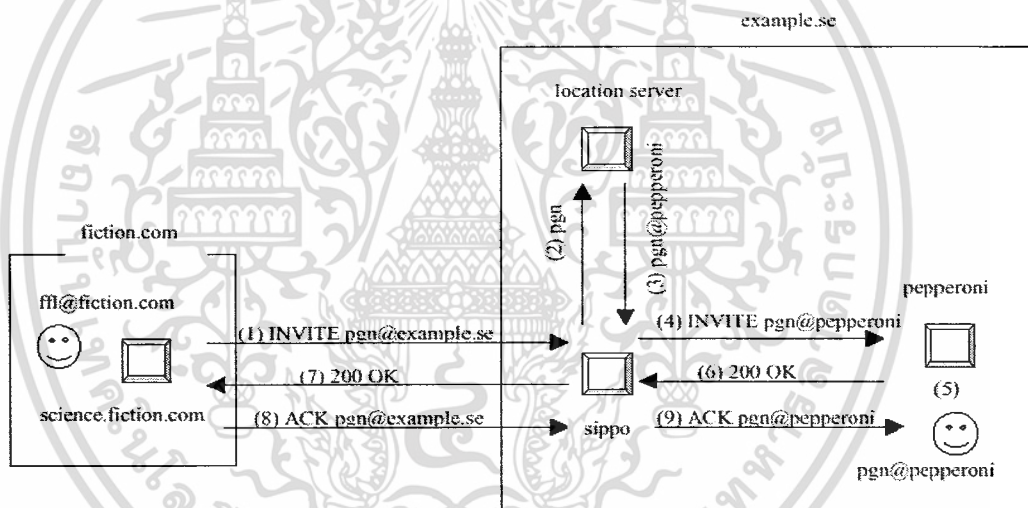 example.se
location server
(2) pgn
(3) pgn@pepperoni
fiction.com
ffl@fiction.com
science.fiction.com
(1) INVITE pgn@example.se
(7) 200 OK
(8) ACK pgn@example.se
sippo
(4) INVITE pgn@pepperoni
(6) 200 OK
(9) ACK pgn@pepperoni
pepperoni
(5)
pgn@pepperoni